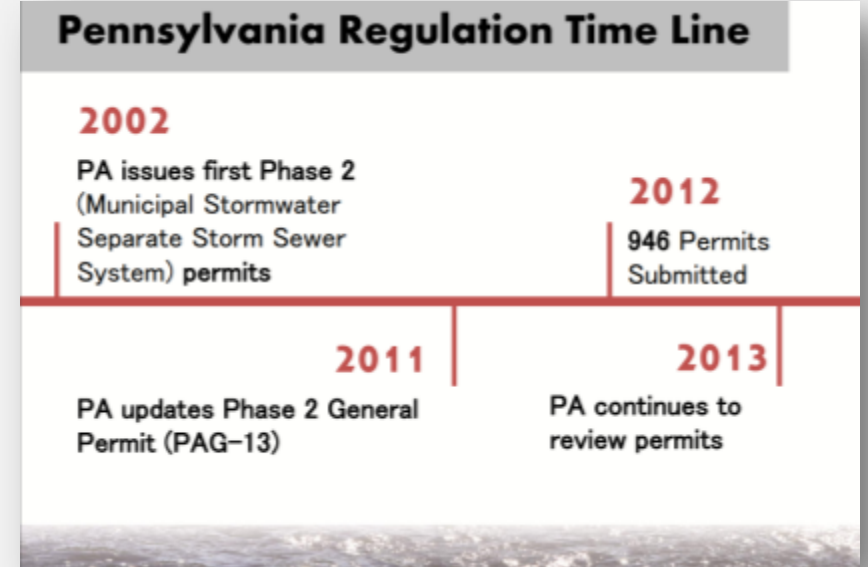 Pennsylvania Regulation Time Line
2002
PA issues first Phase 2
(Municipal Stormwater
Separate Storm Sewer
System) permits
2012
946 Permits
Submitted
2011
PA updates Phase 2 General
Permit (PAG-13)
2013
PA continues to
review permits